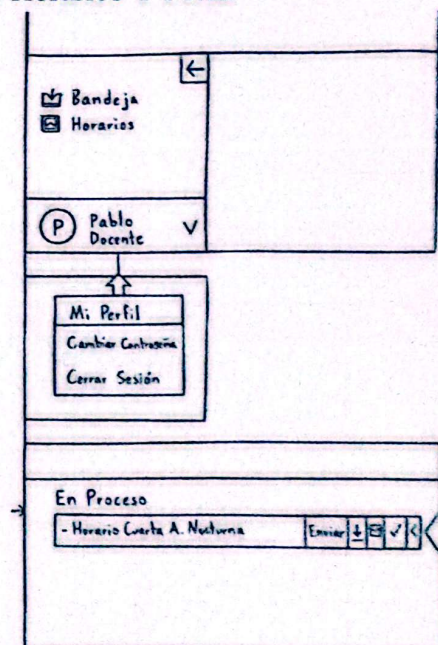 Bandeja
Horarios
P
Pablo
Docente
Mi Perfil
Cambiar Contraseña
Cerrar Sesión
En Proceso
- Horario Cuarta A. Nocturna
Enviar